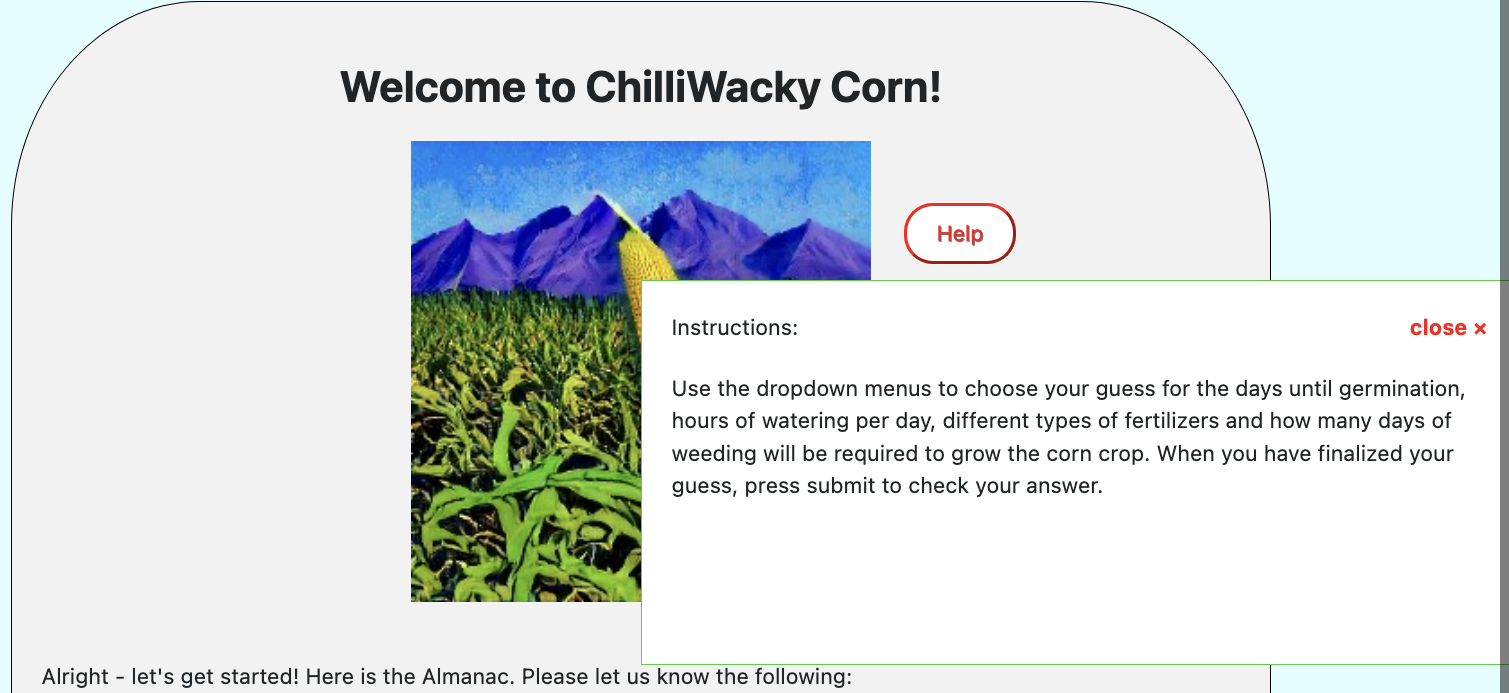 Welcome to ChilliWacky Corn!
Help
Instructions:
close ×
Use the dropdown menus to choose your guess for the days until germination,
hours of watering per day, different types of fertilizers and how many days of
weeding will be required to grow the corn crop. When you have finalized your
guess, press submit to check your answer.
Alright - let's get started! Here is the Almanac. Please let us know the following: